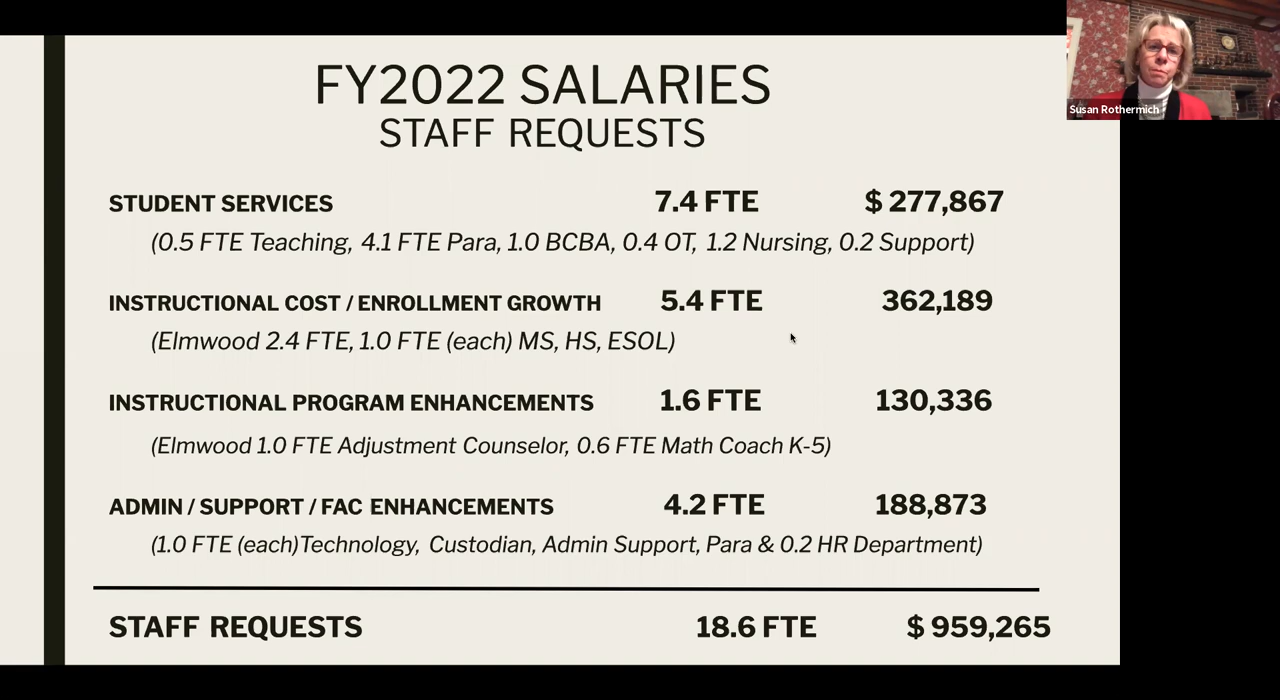 FY2022 SALARIES
STAFF REQUESTS
Susan Rothermich
STUDENT SERVICES 7.4 FTE $ 277,867
(0.5 FTE Teaching, 4.1 FTE Para, 1.0 BCBA, 0.4 OT, 1.2 Nursing, 0.2 Support)
INSTRUCTIONAL COST / ENROLLMENT GROWTH 5.4 FTE 362,189
(Elmwood 2.4 FTE, 1.0 FTE (each) MS, HS, ESOL)
INSTRUCTIONAL PROGRAM ENHANCEMENTS 1.6 FTE 130,336
(Elmwood 1.0 FTE Adjustment Counselor, 0.6 FTE Math Coach K-5)
ADMIN / SUPPORT / FAC ENHANCEMENTS 4.2 FTE 188,873
(1.0 FTE (each)Technology, Custodian, Admin Support, Para & 0.2 HR Department)
STAFF REQUESTS 18.6 FTE $ 959,265